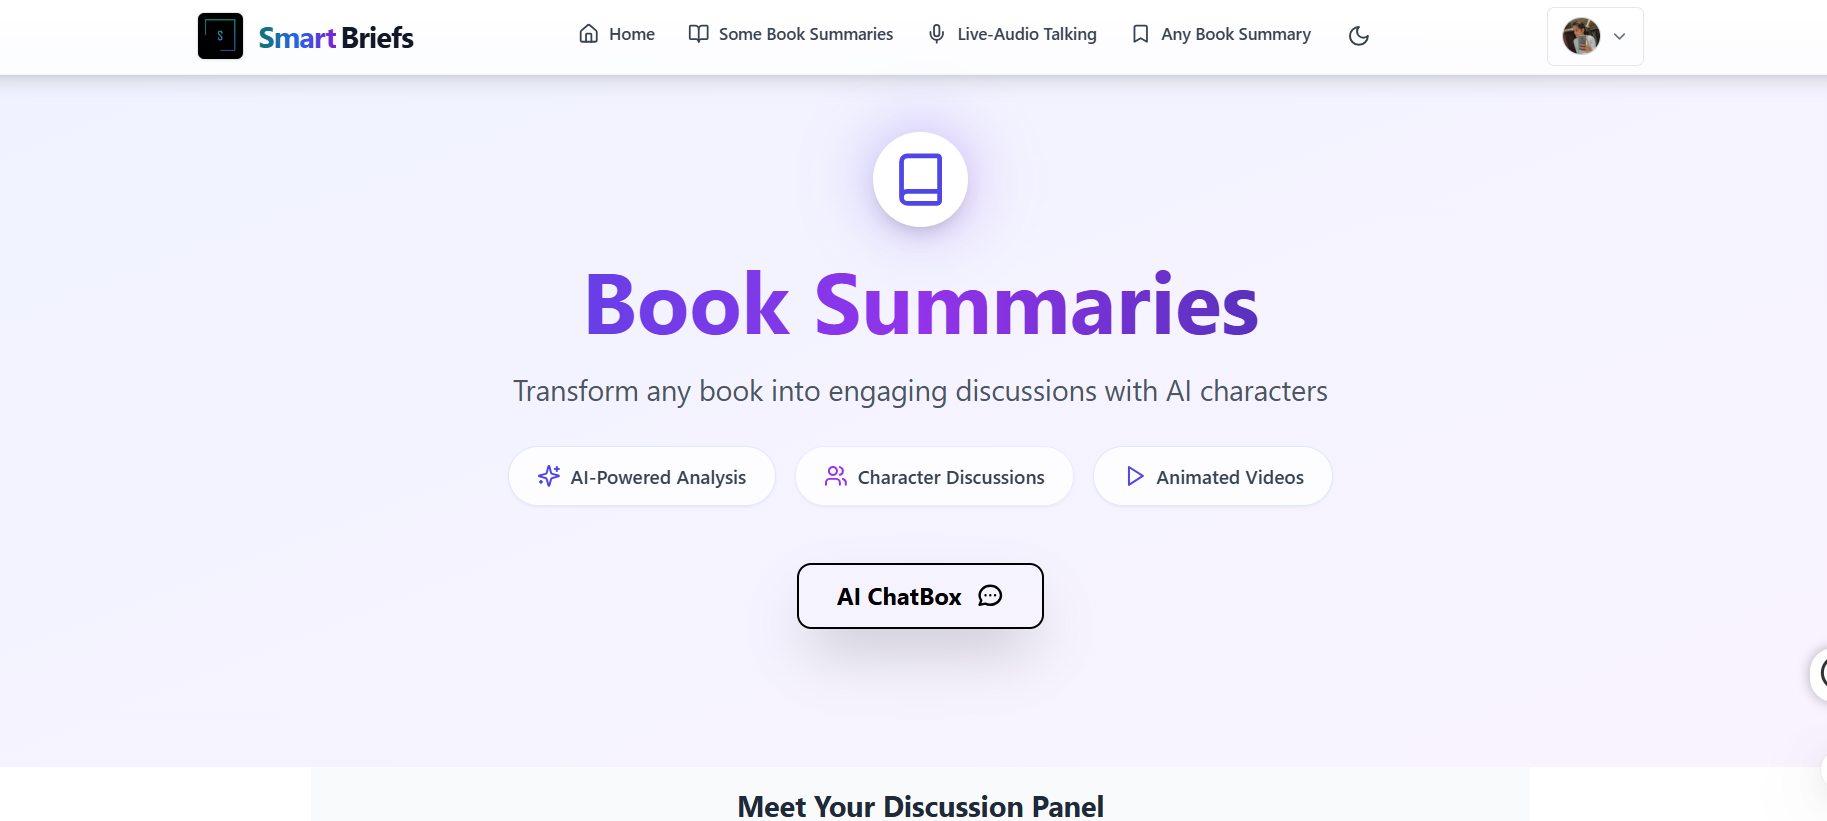 S
Smart Briefs
Home
Some Book Summaries
Live-Audio Talking
Any Book Summary
Book Summaries
Transform any book into engaging discussions with AI characters
AI-Powered Analysis
Character Discussions
Animated Videos
AI ChatBox
Meet Your Discussion Panel